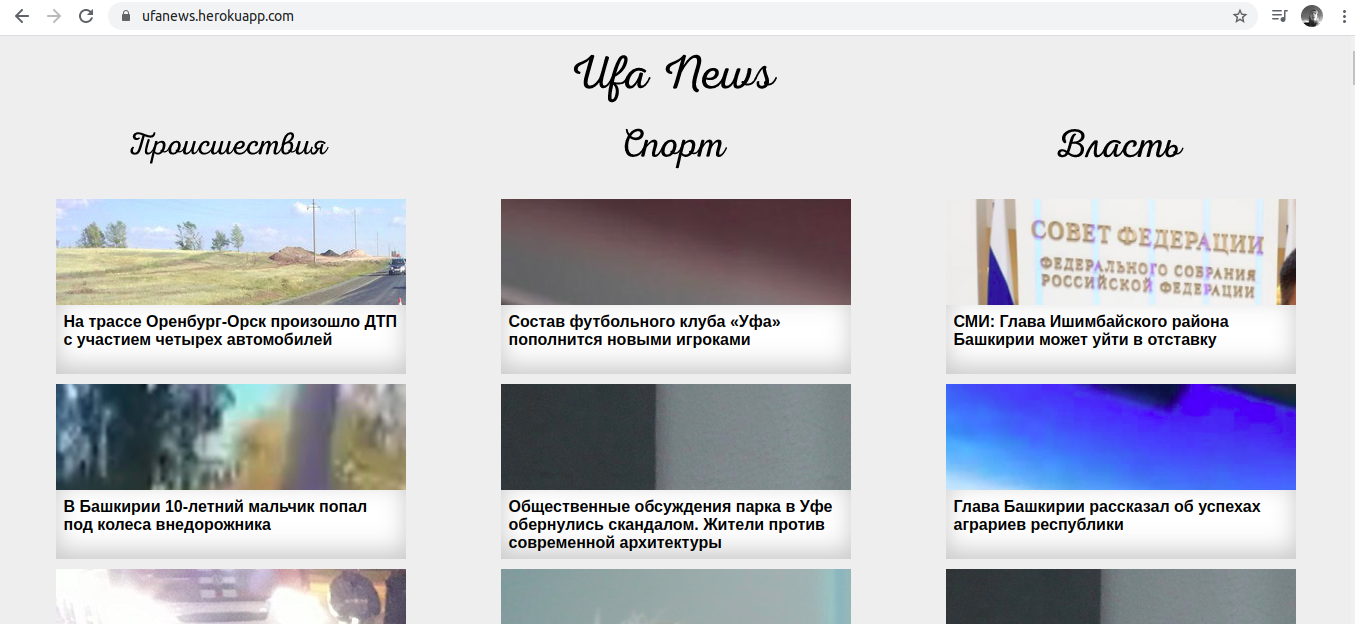 ufanews.herokuapp.com
Ufa News
Происшествия
Спорт
Власть
На трассе Оренбург-Орск произошло ДТП
с участием четырех автомобилей
Состав футбольного клуба «Уфа»
пополнится новыми игроками
СОВЕТ ФЕДЕРАЦИИ
ФЕДЕРАЛЬНОГО СОБРАНИЯ
РОССИЙСКОЙ ФЕДЕРАЦИИ
СМИ: Глава Ишимбайского района
Башкирии может уйти в отставку
В Башкирии 10-летний мальчик попал
под колеса внедорожника
Общественные обсуждения парка в Уфе
обернулись скандалом. Жители против
современной архитектуры
Глава Башкирии рассказал об успехах
аграриев республики